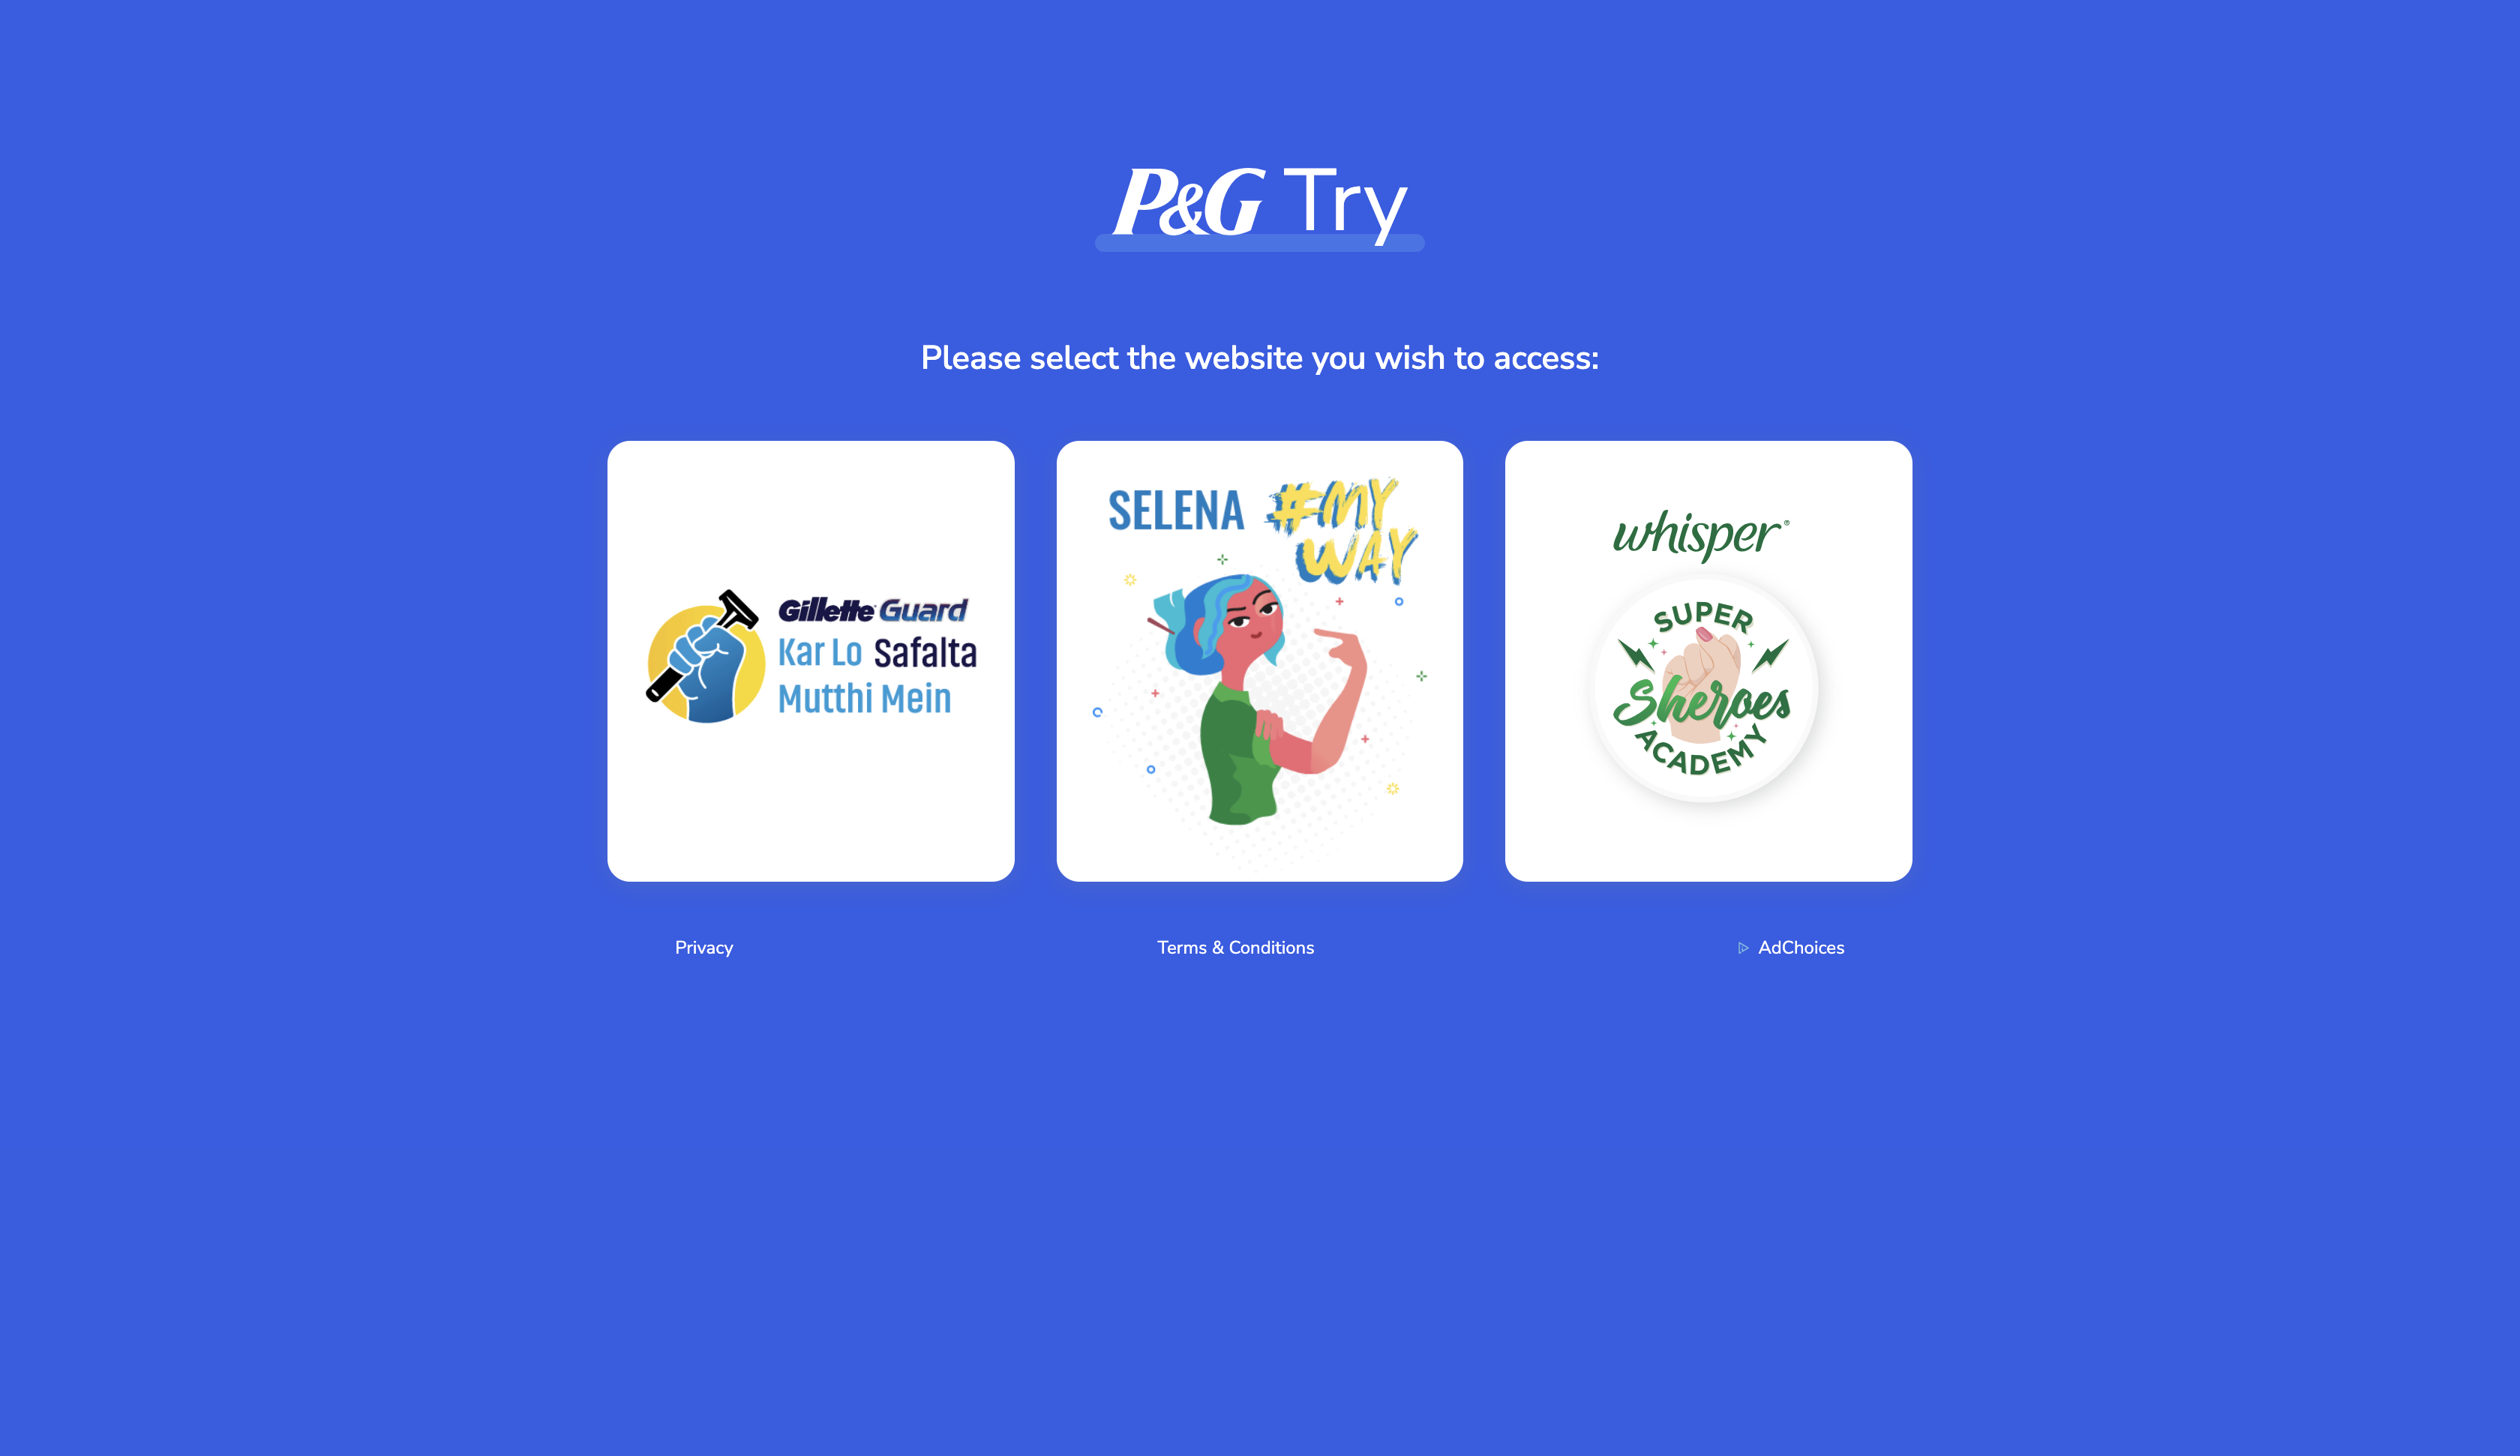 P&G Try
Please select the website you wish to access:
Gillette Guard
Kar Lo Safalta
Mutthi Mein
SELENA #MY
WAY
whisper®
SUPER
Sheroes
ACADEMY
Privacy
Terms & Conditions
AdChoices